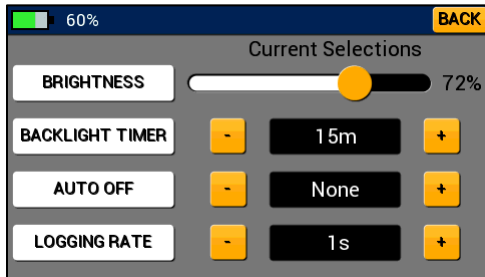 60% BACK
Current Selections
BRIGHTNESS 72%
BACKLIGHT TIMER - 15m +
AUTO OFF - None +
LOGGING RATE - 1s +